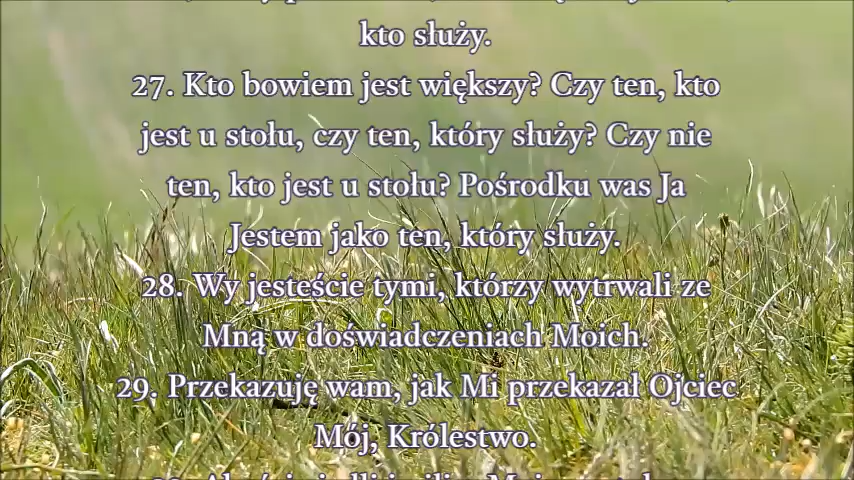 kto służy.
27. Kto bowiem jest większy? Czy ten, kto
jest u stołu, czy ten, który służy? Czy nie
ten, kto jest u stołu? Pośrodku was Ja
Jestem jako ten, który służy.
28. Wy jesteście tymi, którzy wytrwali ze
Mną w doświadczeniach Moich.
29. Przekazuję wam, jak Mi przekazał Ojciec
Mój, Królestwo.